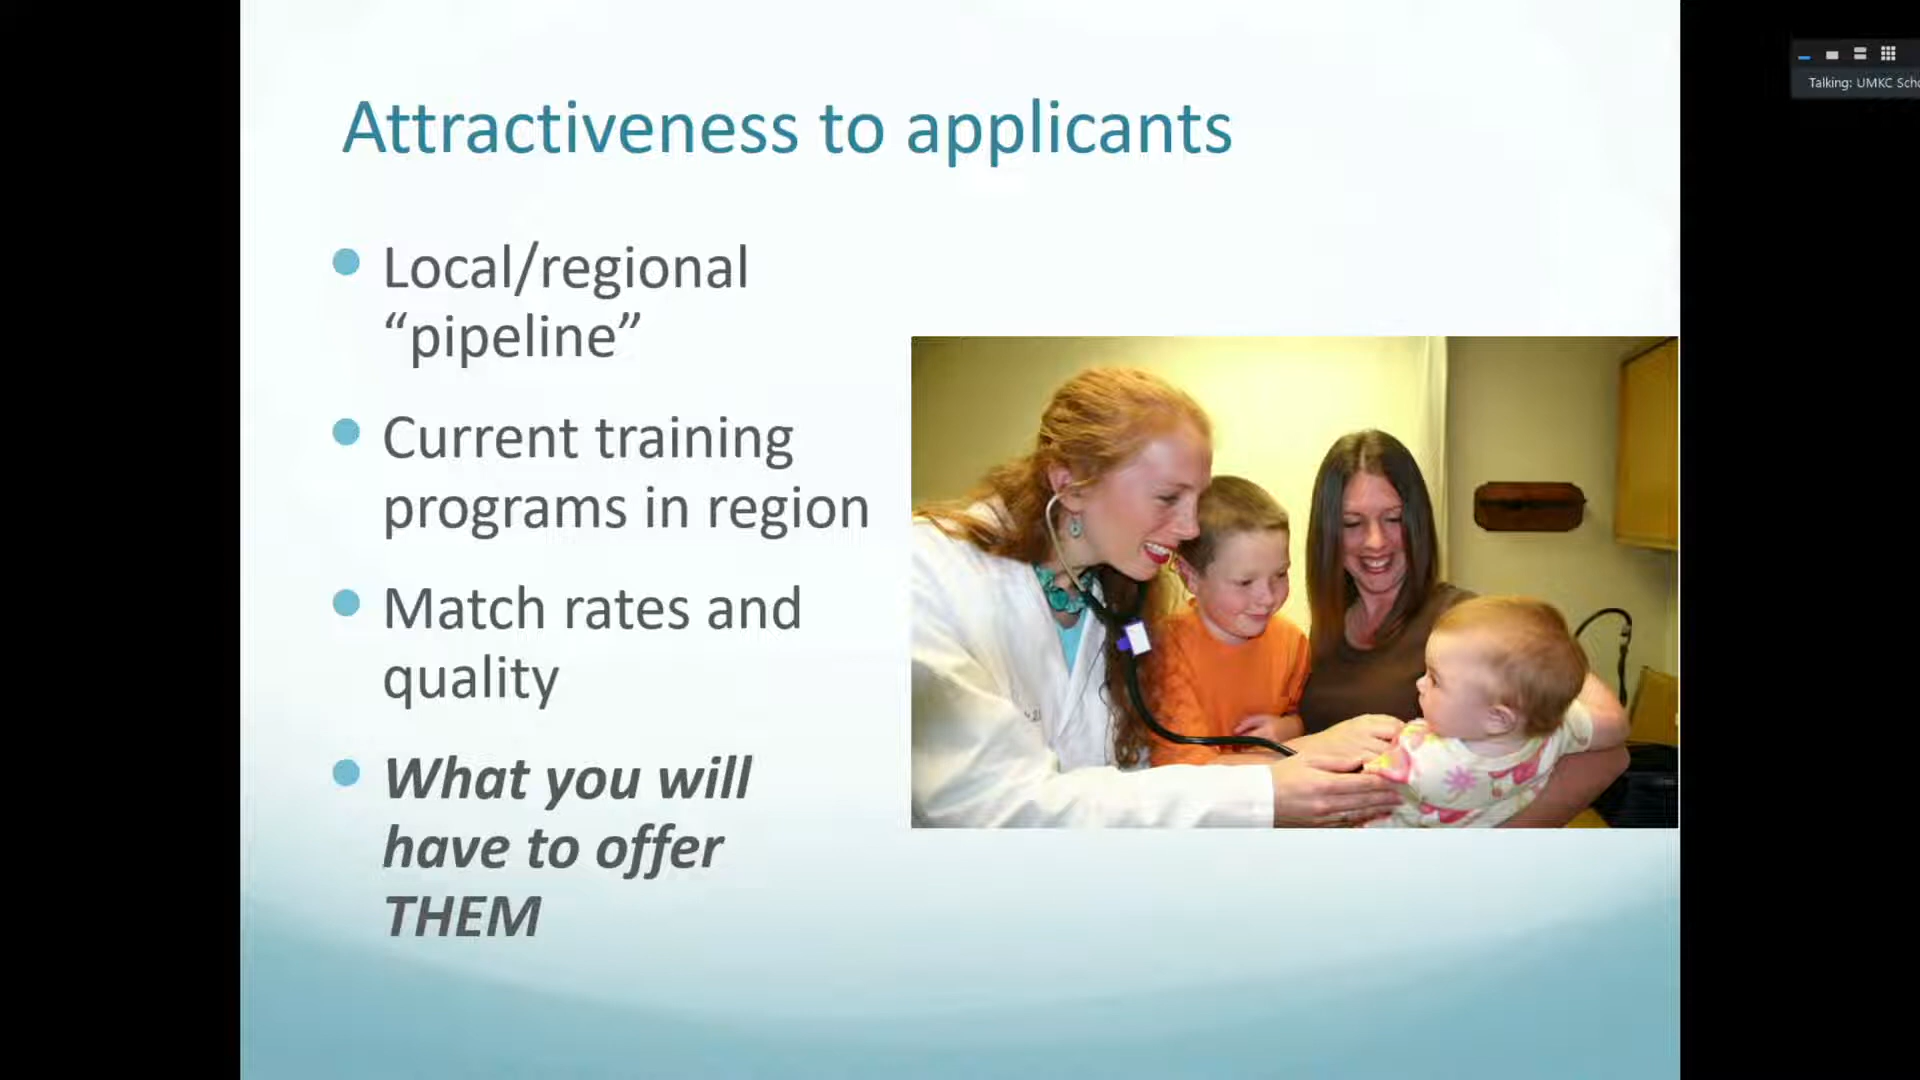 Attractiveness to applicants
Local/regional
“pipeline”
Current training
programs in region
Match rates and
quality
What you will
have to offer
THEM
Talking: UMKC